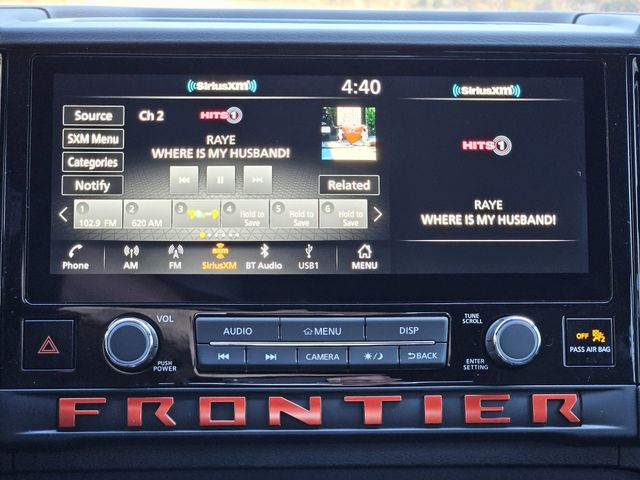 SiriusXM 4:40
SiriusXM
Source Ch 2 HITS1
SXM Menu RAYE
Categories WHERE IS MY HUSBAND!
Notify Related
1 2 3 4 5 6
102.9 FM 620 AM Hold to Save Hold to Save Hold to Save
Phone AM FM SiriusXM BT Audio USB1 MENU
HITS1
RAYE
WHERE IS MY HUSBAND!
VOL
PUSH
POWER
AUDIO MENU DISP
CAMERA BACK
TUNE
SCROLL
ENTER
SETTING
OFF 2
PASS AIR BAG
FRONTIER